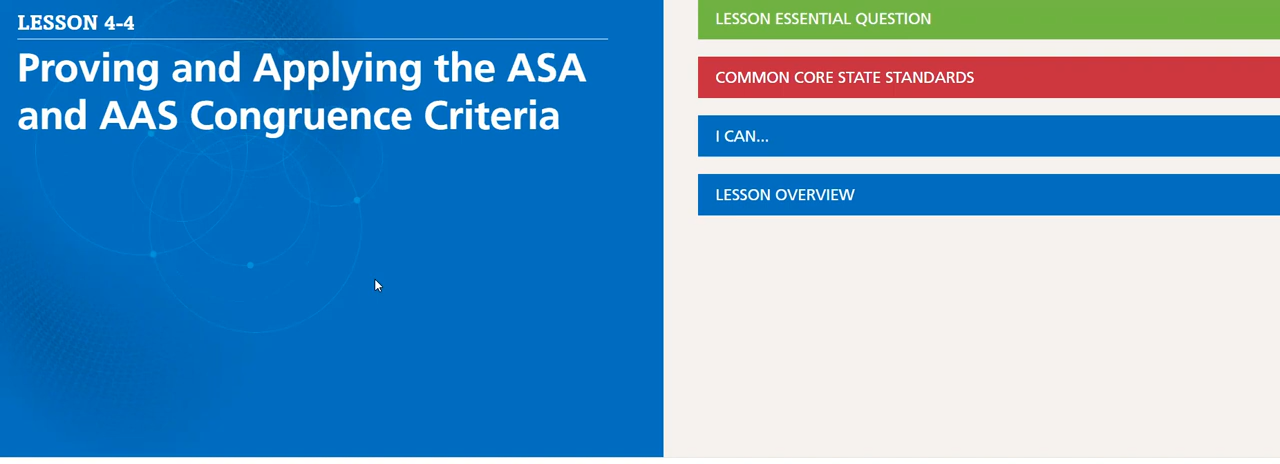 LESSON 4-4
Proving and Applying the ASA
and AAS Congruence Criteria
LESSON ESSENTIAL QUESTION
COMMON CORE STATE STANDARDS
I CAN...
LESSON OVERVIEW